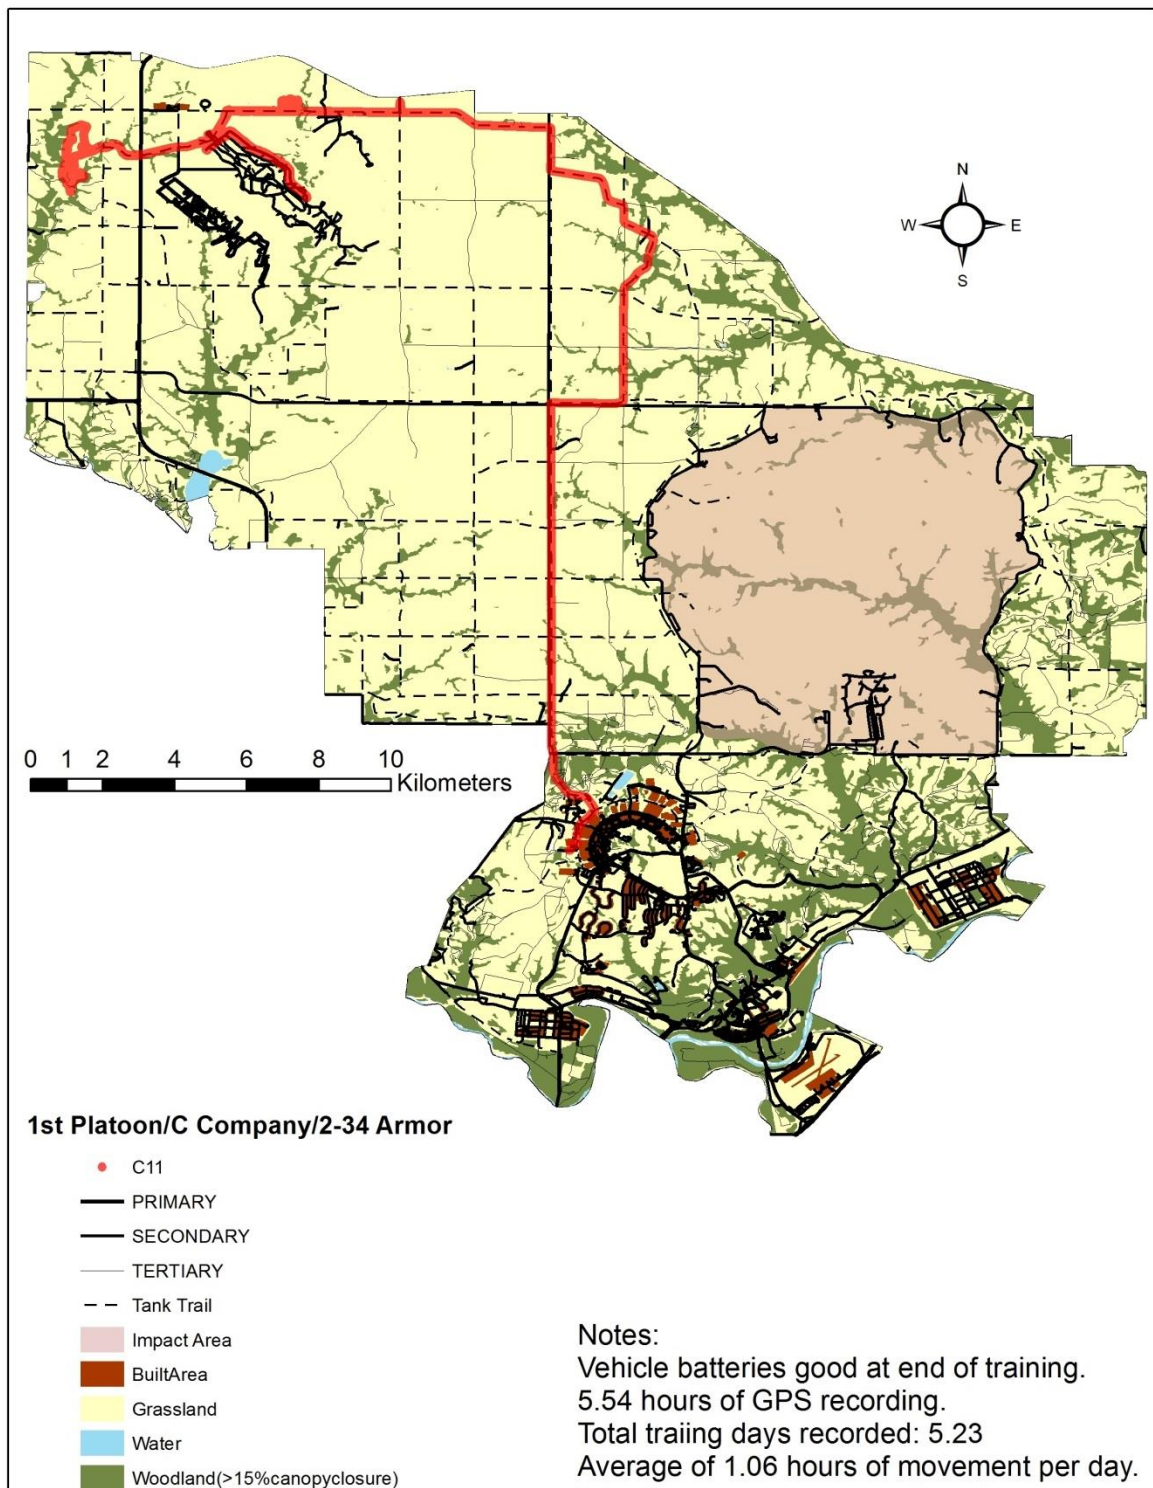 N
W E
S
0 1 2 4 6 8 10
Kilometers
1st Platoon/C Company/2-34 Armor
C11
PRIMARY
SECONDARY
TERTIARY
Tank Trail
Impact Area
BuiltArea
Grassland
Water
Woodland(>15%canopyclosure)
Notes:
Vehicle batteries good at end of training.
5.54 hours of GPS recording.
Total traiing days recorded: 5.23
Average of 1.06 hours of movement per day.